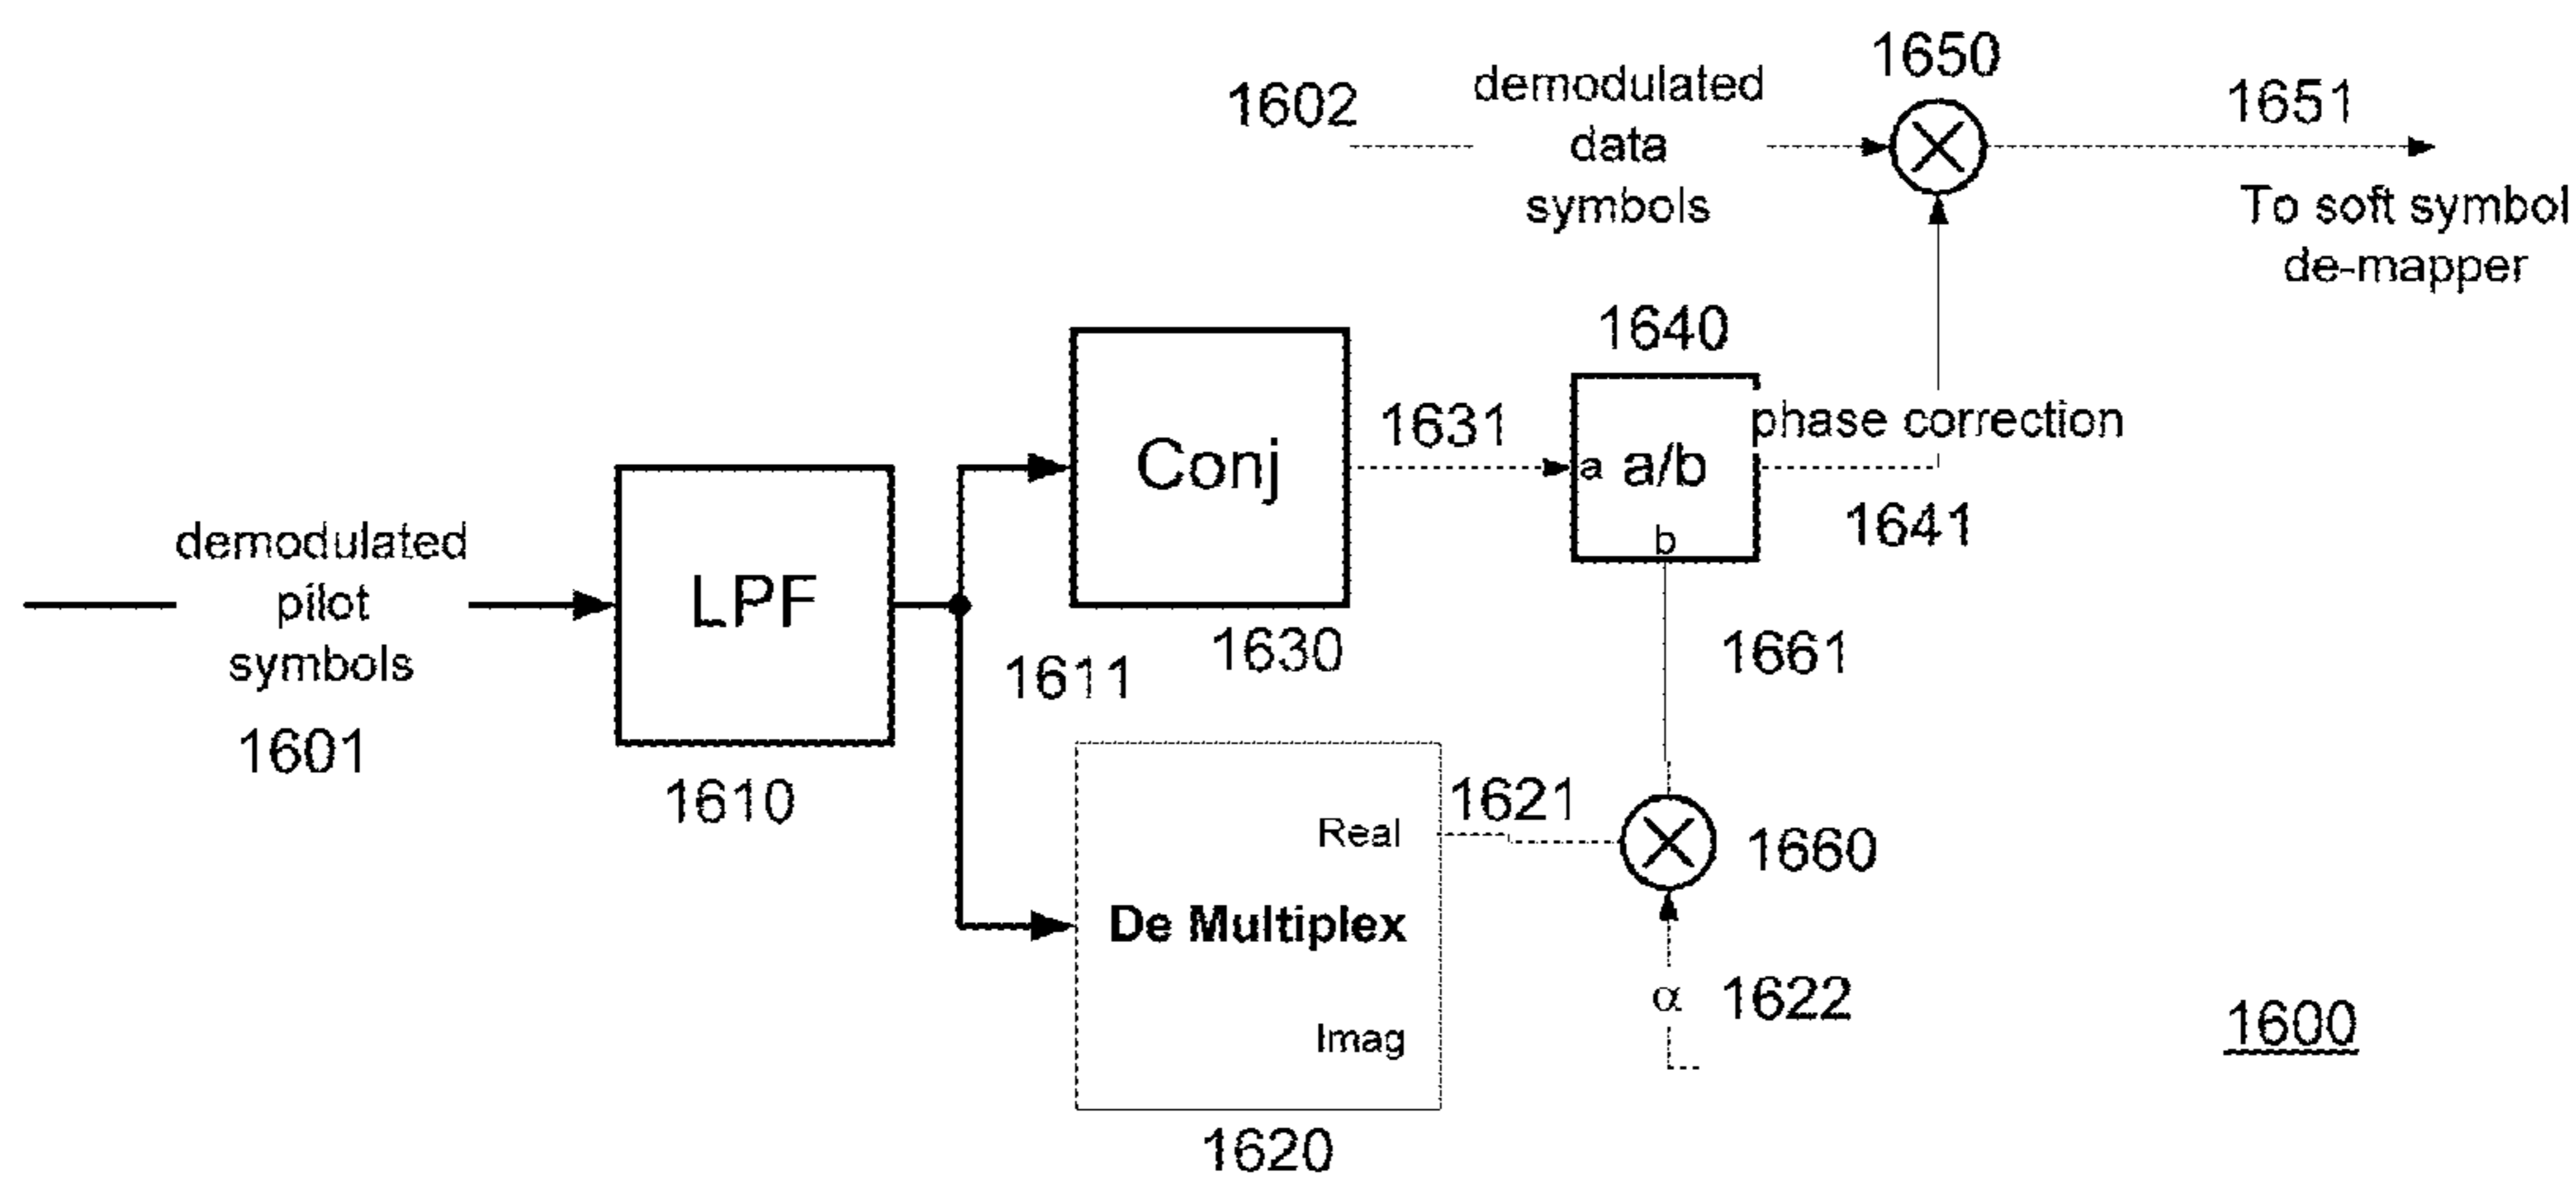 1650
1602
demodulated
data
symbols
1651
To soft symbol
de-mapper
1640
Conj
1631
a a/b
b
phase correction
1641
demodulated
pilot
symbols
1601
LPF
1610
1611
1630
1661
Real
De Multiplex
Imag
1621
1660
α 1622
1620
1600